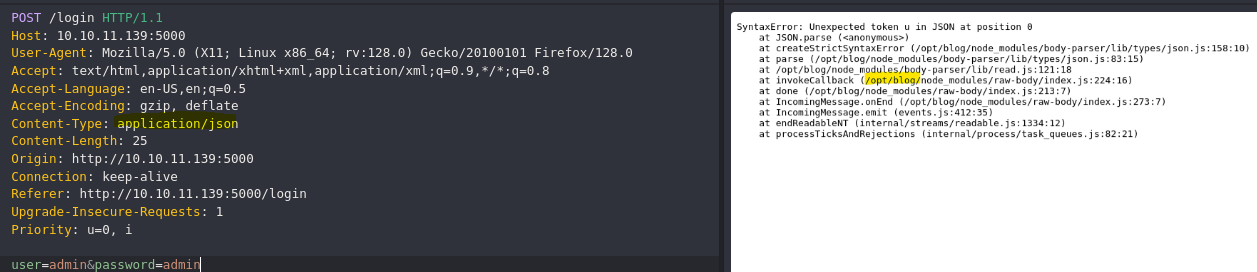 POST /login HTTP/1.1
Host: 10.10.11.139:5000
User-Agent: Mozilla/5.0 (X11; Linux x86_64; rv:128.0) Gecko/20100101 Firefox/128.0
Accept: text/html,application/xhtml+xml,application/xml;q=0.9,*/*;q=0.8
Accept-Language: en-US,en;q=0.5
Accept-Encoding: gzip, deflate
Content-Type: application/json
Content-Length: 25
Origin: http://10.10.11.139:5000
Connection: keep-alive
Referer: http://10.10.11.139:5000/login
Upgrade-Insecure-Requests: 1
Priority: u=0, i
user=admin&password=admin
SyntaxError: Unexpected token u in JSON at position 0
at JSON.parse (<anonymous>)
at createStrictSyntaxError (/opt/blog/node_modules/body-parser/lib/types/json.js:158:10)
at parse (/opt/blog/node_modules/body-parser/lib/types/json.js:83:15)
at /opt/blog/node_modules/body-parser/lib/read.js:121:18
at invokeCallback (/opt/blog/node_modules/raw-body/index.js:224:16)
at done (/opt/blog/node_modules/raw-body/index.js:213:7)
at IncomingMessage.onEnd (/opt/blog/node_modules/raw-body/index.js:273:7)
at IncomingMessage.emit (events.js:412:35)
at endReadableNT (internal/streams/readable.js:1334:12)
at processTicksAndRejections (internal/process/task_queues.js:82:21)